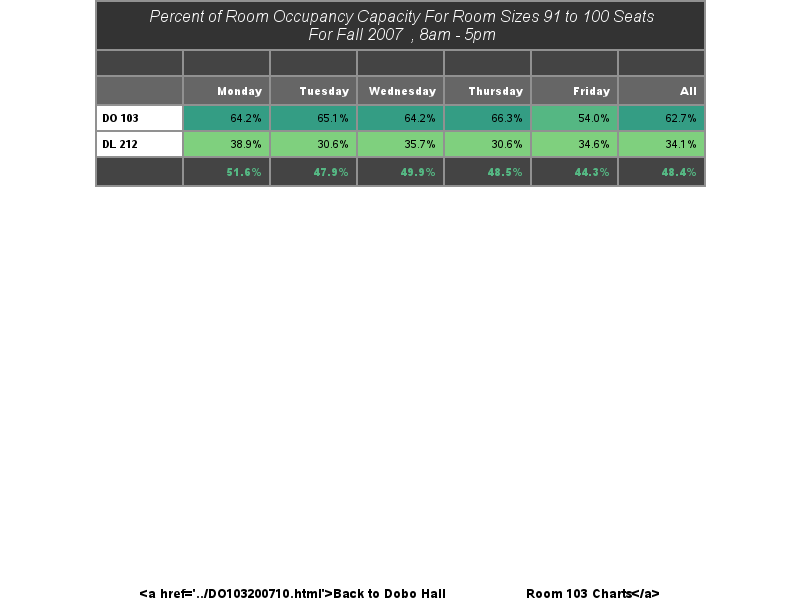 Percent of Room Occupancy Capacity For Room Sizes 91 to 100 Seats
For Fall 2007 , 8am - 5pm
Monday Tuesday Wednesday Thursday Friday All
DO 103 64.2% 65.1% 64.2% 66.3% 54.0% 62.7%
DL 212 38.9% 30.6% 35.7% 30.6% 34.6% 34.1%
51.6% 47.9% 49.9% 48.5% 44.3% 48.4%
<a href='../DO103200710.html'>Back to Dobo Hall Room 103 Charts</a>